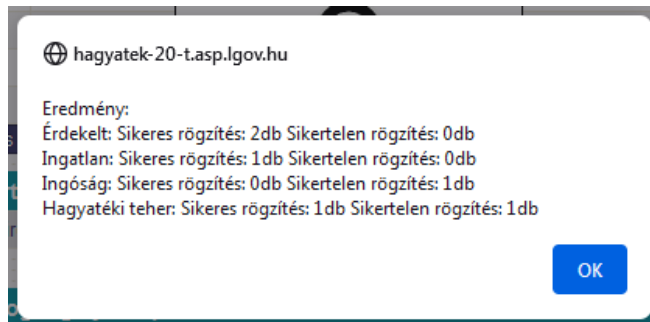 hagyatek-20-t.asp.lgov.hu
Eredmény:
Érdekelt: Sikeres rögzítés: 2db Sikertelen rögzítés: 0db
Ingatlan: Sikeres rögzítés: 1db Sikertelen rögzítés: 0db
Ingóság: Sikeres rögzítés: 0db Sikertelen rögzítés: 1db
Hagyatéki teher: Sikeres rögzítés: 1db Sikertelen rögzítés: 1db
OK